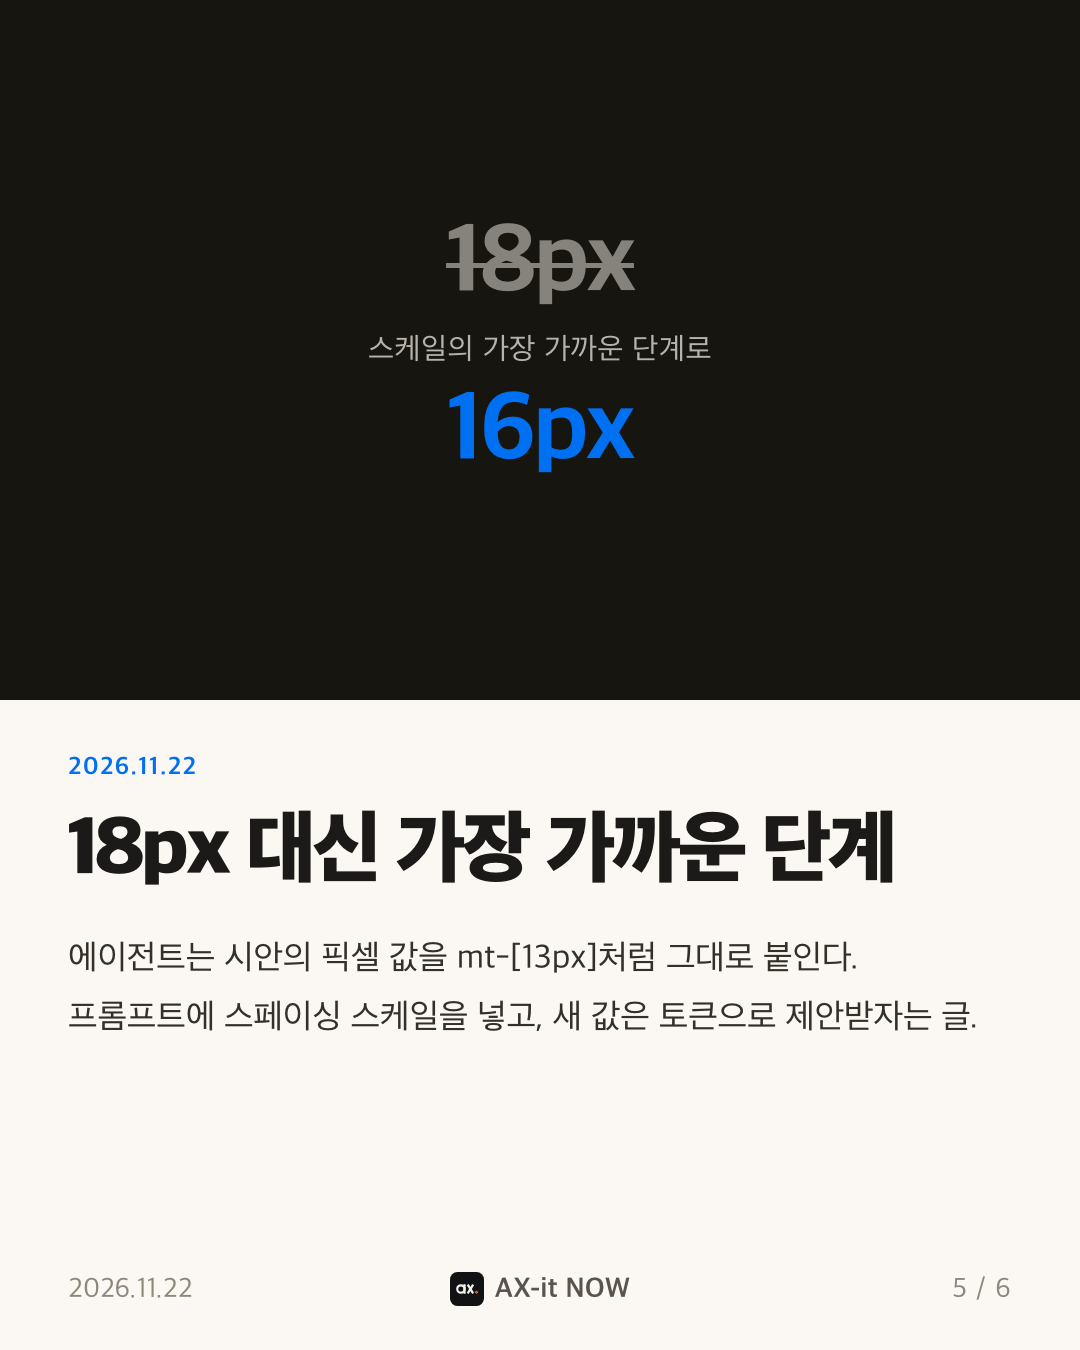 18px
스케일의 가장 가까운 단계로
16px
2026.11.22
18px 대신 가장 가까운 단계
에이전트는 시안의 픽셀 값을 mt-[13px]처럼 그대로 붙인다.
프롬프트에 스페이싱 스케일을 넣고, 새 값은 토큰으로 제안받자는 글.
2026.11.22
ax.
AX-it NOW
5 / 6